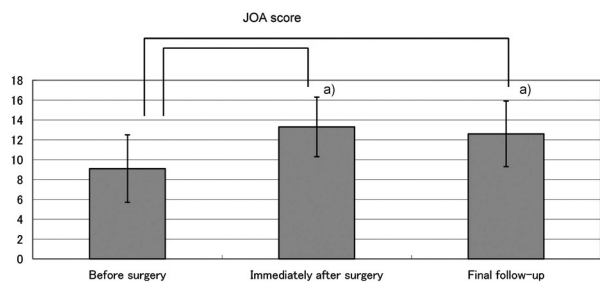 JOA score
a)
a)
18
16
14
12
10
8
6
4
2
0
Before surgery
Immediately after surgery
Final follow-up